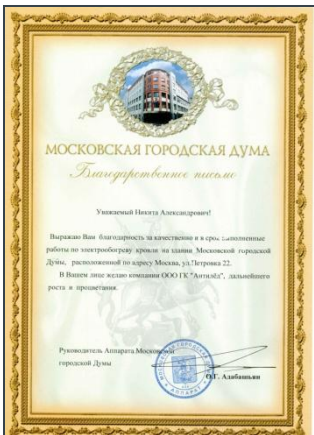 МОСКОВСКАЯ ГОРОДСКАЯ ДУМА
Благодарственное письмо
Уважаемый Никита Александрович!
Выражаю Вам благодарность за качественно и в срок выполненные
работы по электрообогреву кровли на здании Московской городской
Думы, расположенной по адресу Москва, ул.Петровка 22.
В Вашем лице желаю компании ООО ГК "Антилёд", дальнейшего
роста и процветания.
Руководитель Аппарата Московской
городской Думы
О.Г. Адабашьян
АППАРАТ